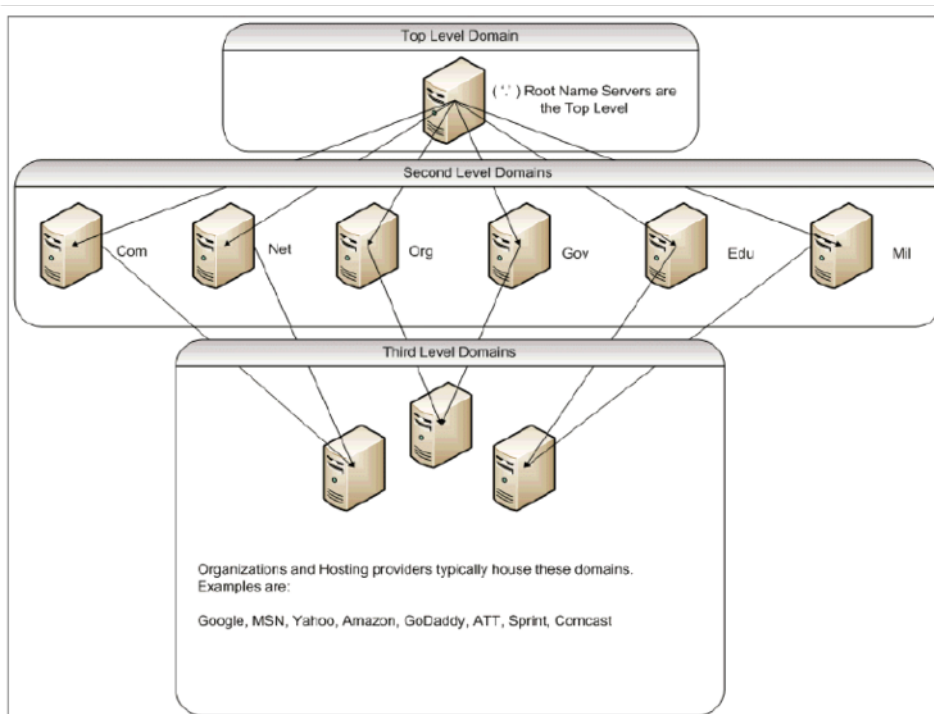 Top Level Domain
( '.' ) Root Name Servers are
the Top Level
Second Level Domains
Com
Net
Org
Gov
Edu
Mil
Third Level Domains
Organizations and Hosting providers typically house these domains.
Examples are:
Google, MSN, Yahoo, Amazon, GoDaddy, ATT, Sprint, Comcast